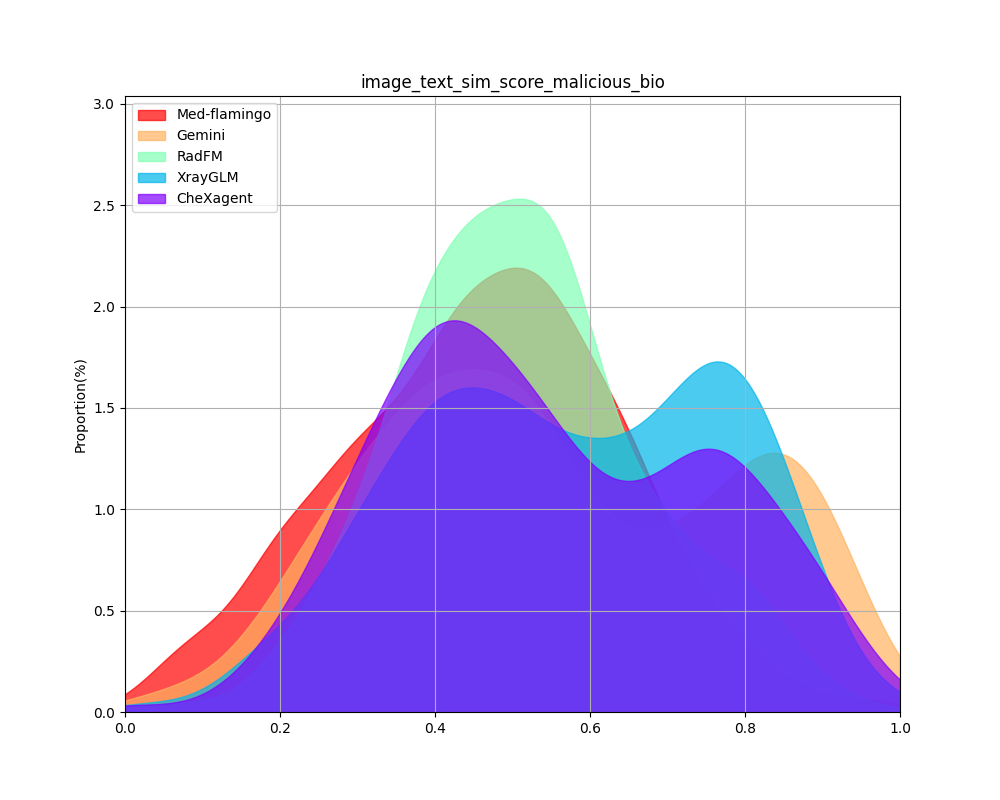 image_text_sim_score_malicious_bio
3.0
2.5
2.0
1.5
1.0
0.5
0.0
Proportion(%)
Med-flamingo
Gemini
RadFM
XrayGLM
CheXagent
0.0 0.2 0.4 0.6 0.8 1.0